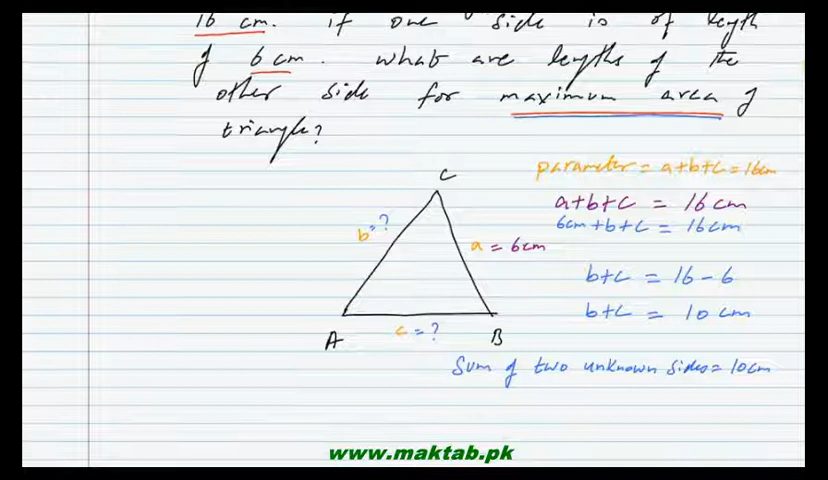 16 cm. if one side is of length
of 6 cm. what are lengths of the
other side for maximum area of
triangle?
C
parameter = a+b+c = 16cm
a+b+c = 16 cm
b = ?
6cm+b+c = 16cm
a = 6cm
b+c = 16 - 6
b+c = 10 cm
c = ?
A B
Sum of two unknown sides = 10cm
www.maktab.pk